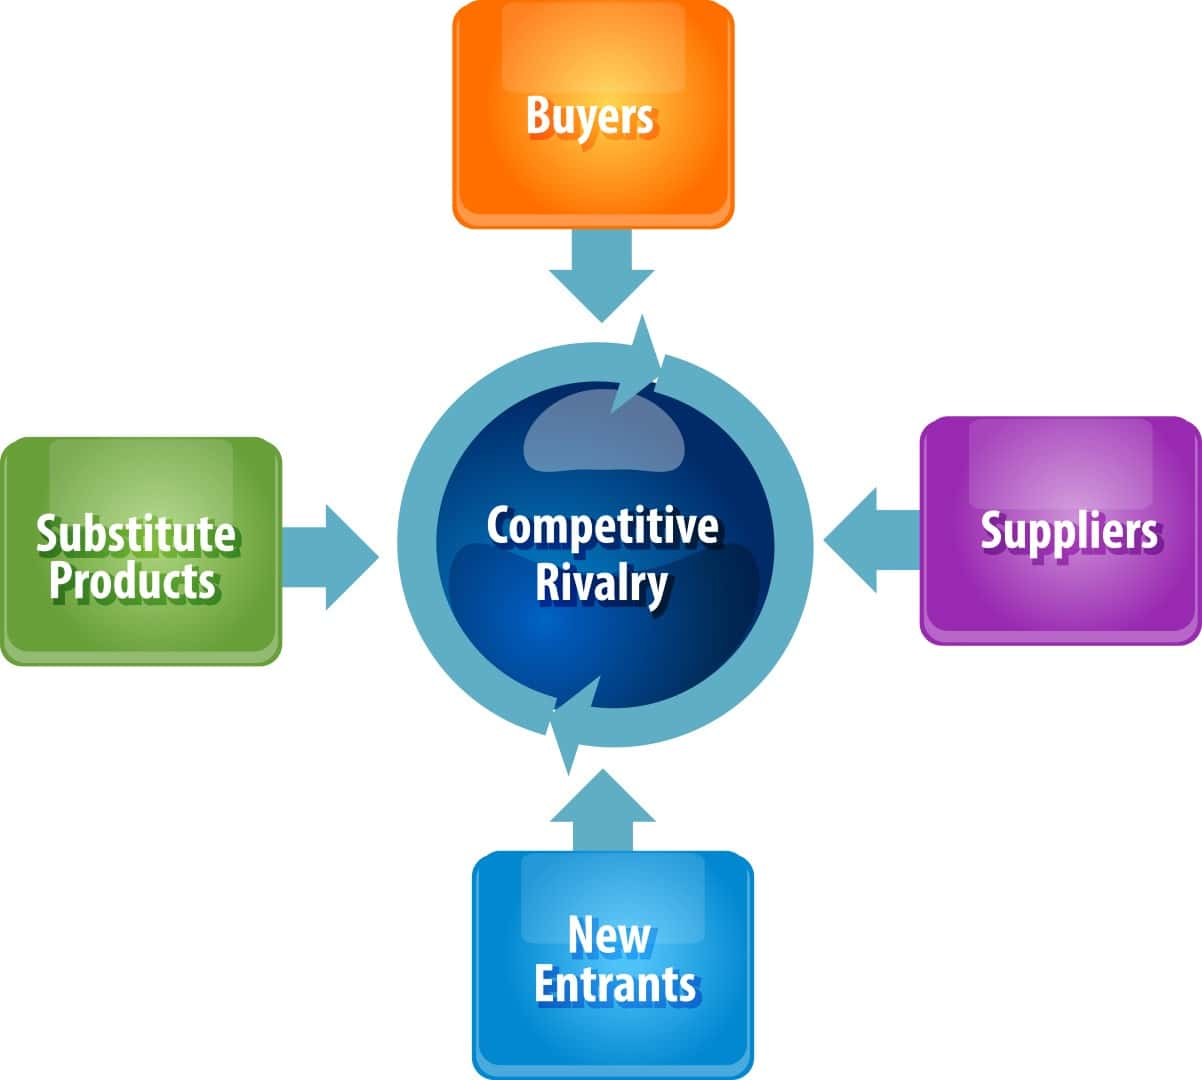 Buyers
Substitute
Products
Competitive
Rivalry
Suppliers
New
Entrants